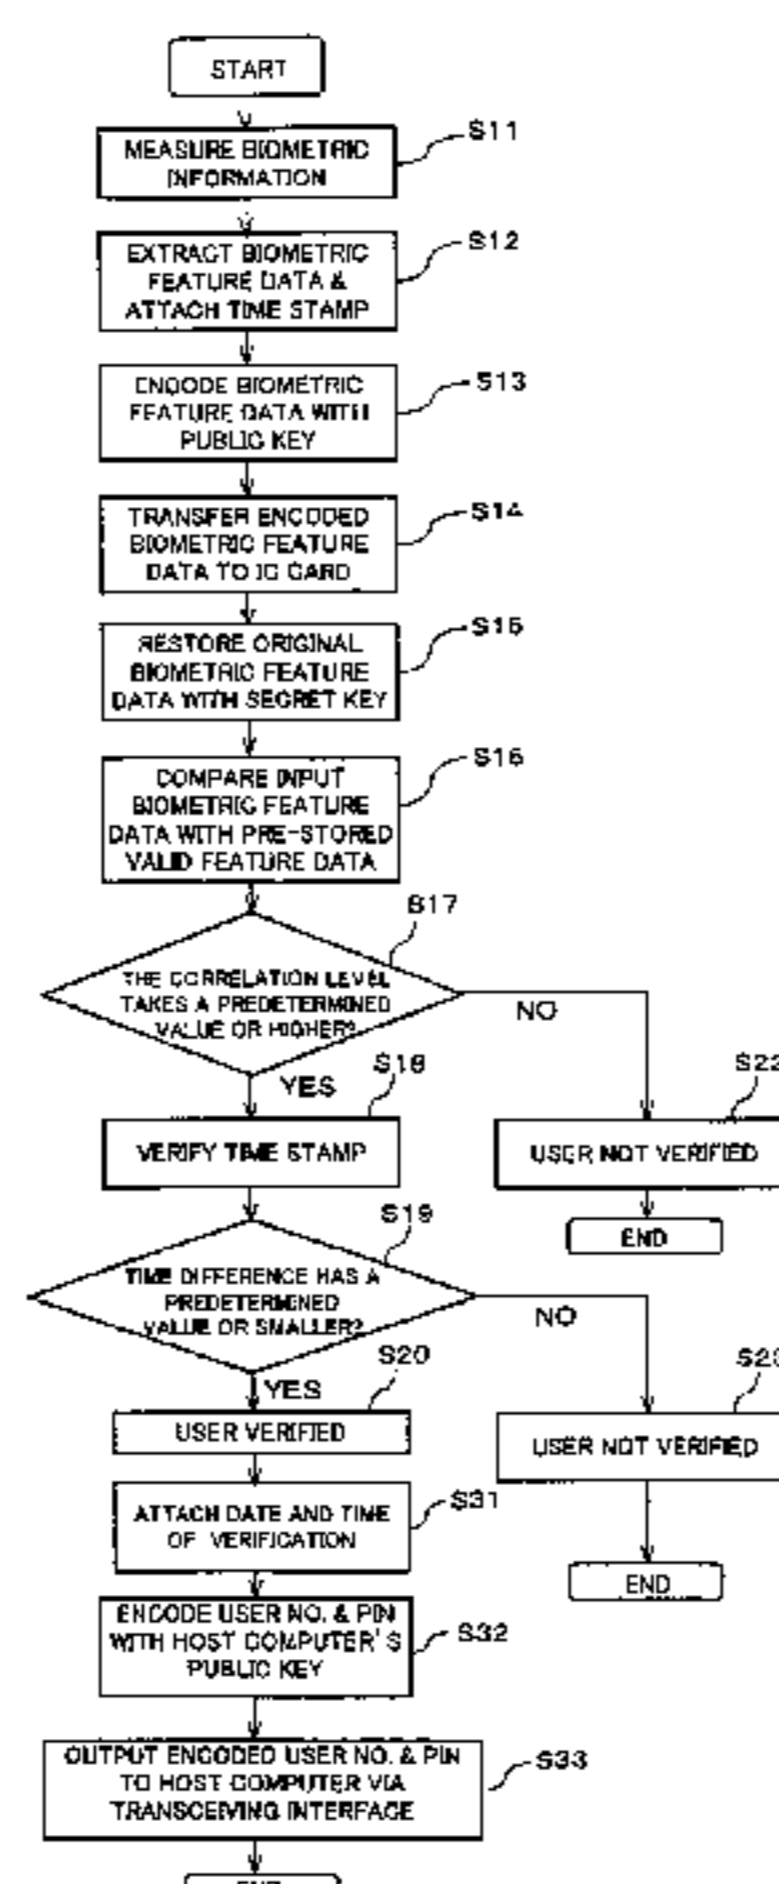 START
MEASURE BIOMETRIC
INFORMATION
S11
EXTRACT BIOMETRIC
FEATURE DATA &
ATTACH TIME STAMP
S12
ENCODE BIOMETRIC
FEATURE DATA WITH
PUBLIC KEY
S13
TRANSFER ENCODED
BIOMETRIC FEATURE
DATA TO IC CARD
S14
RESTORE ORIGINAL
BIOMETRIC FEATURE
DATA WITH SECRET KEY
S15
COMPARE INPUT
BIOMETRIC FEATURE
DATA WITH PRE-STORED
VALID FEATURE DATA
S16
S17
THE CORRELATION LEVEL
TAKES A PREDETERMINED
VALUE OR HIGHER?
NO
YES
S18
VERIFY TIME STAMP
S22
USER NOT VERIFIED
END
S19
TIME DIFFERENCE HAS A
PREDETERMINED
VALUE OR SMALLER?
NO
YES
S20
USER VERIFIED
S23
USER NOT VERIFIED
END
ATTACH DATE AND TIME
OF VERIFICATION
S31
ENCODE USER NO. & PIN
WITH HOST COMPUTER'S
PUBLIC KEY
S32
OUTPUT ENCODED USER NO. & PIN
TO HOST COMPUTER VIA
TRANSCEIVING INTERFACE
S33